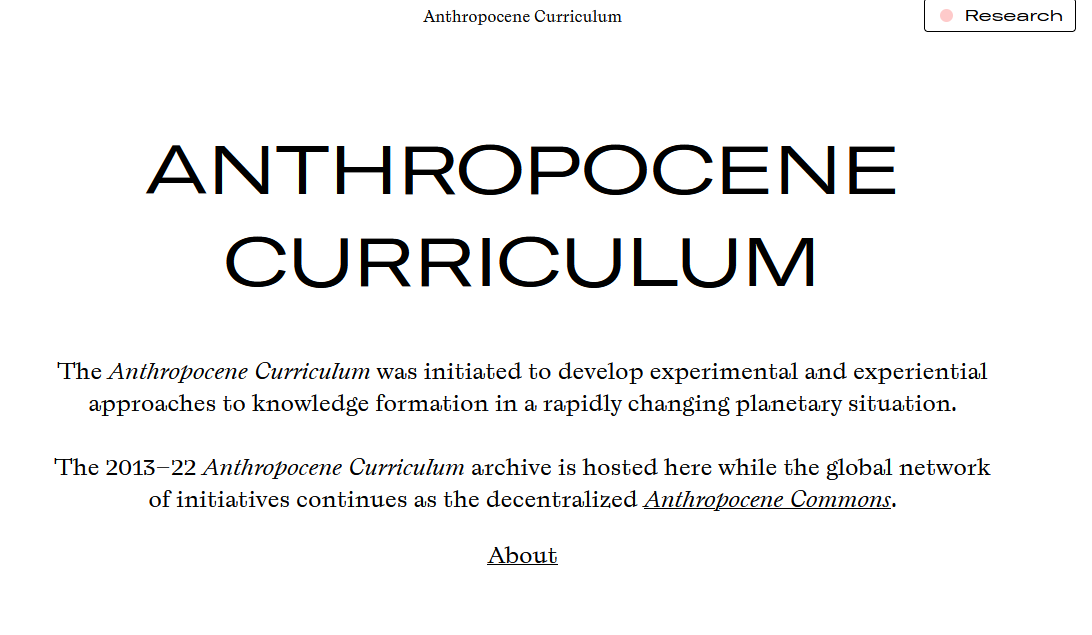 Anthropocene Curriculum
Research
ANTHROPOCENE
CURRICULUM
The Anthropocene Curriculum was initiated to develop experimental and experiential
approaches to knowledge formation in a rapidly changing planetary situation.
The 2013–22 Anthropocene Curriculum archive is hosted here while the global network
of initiatives continues as the decentralized Anthropocene Commons.
About